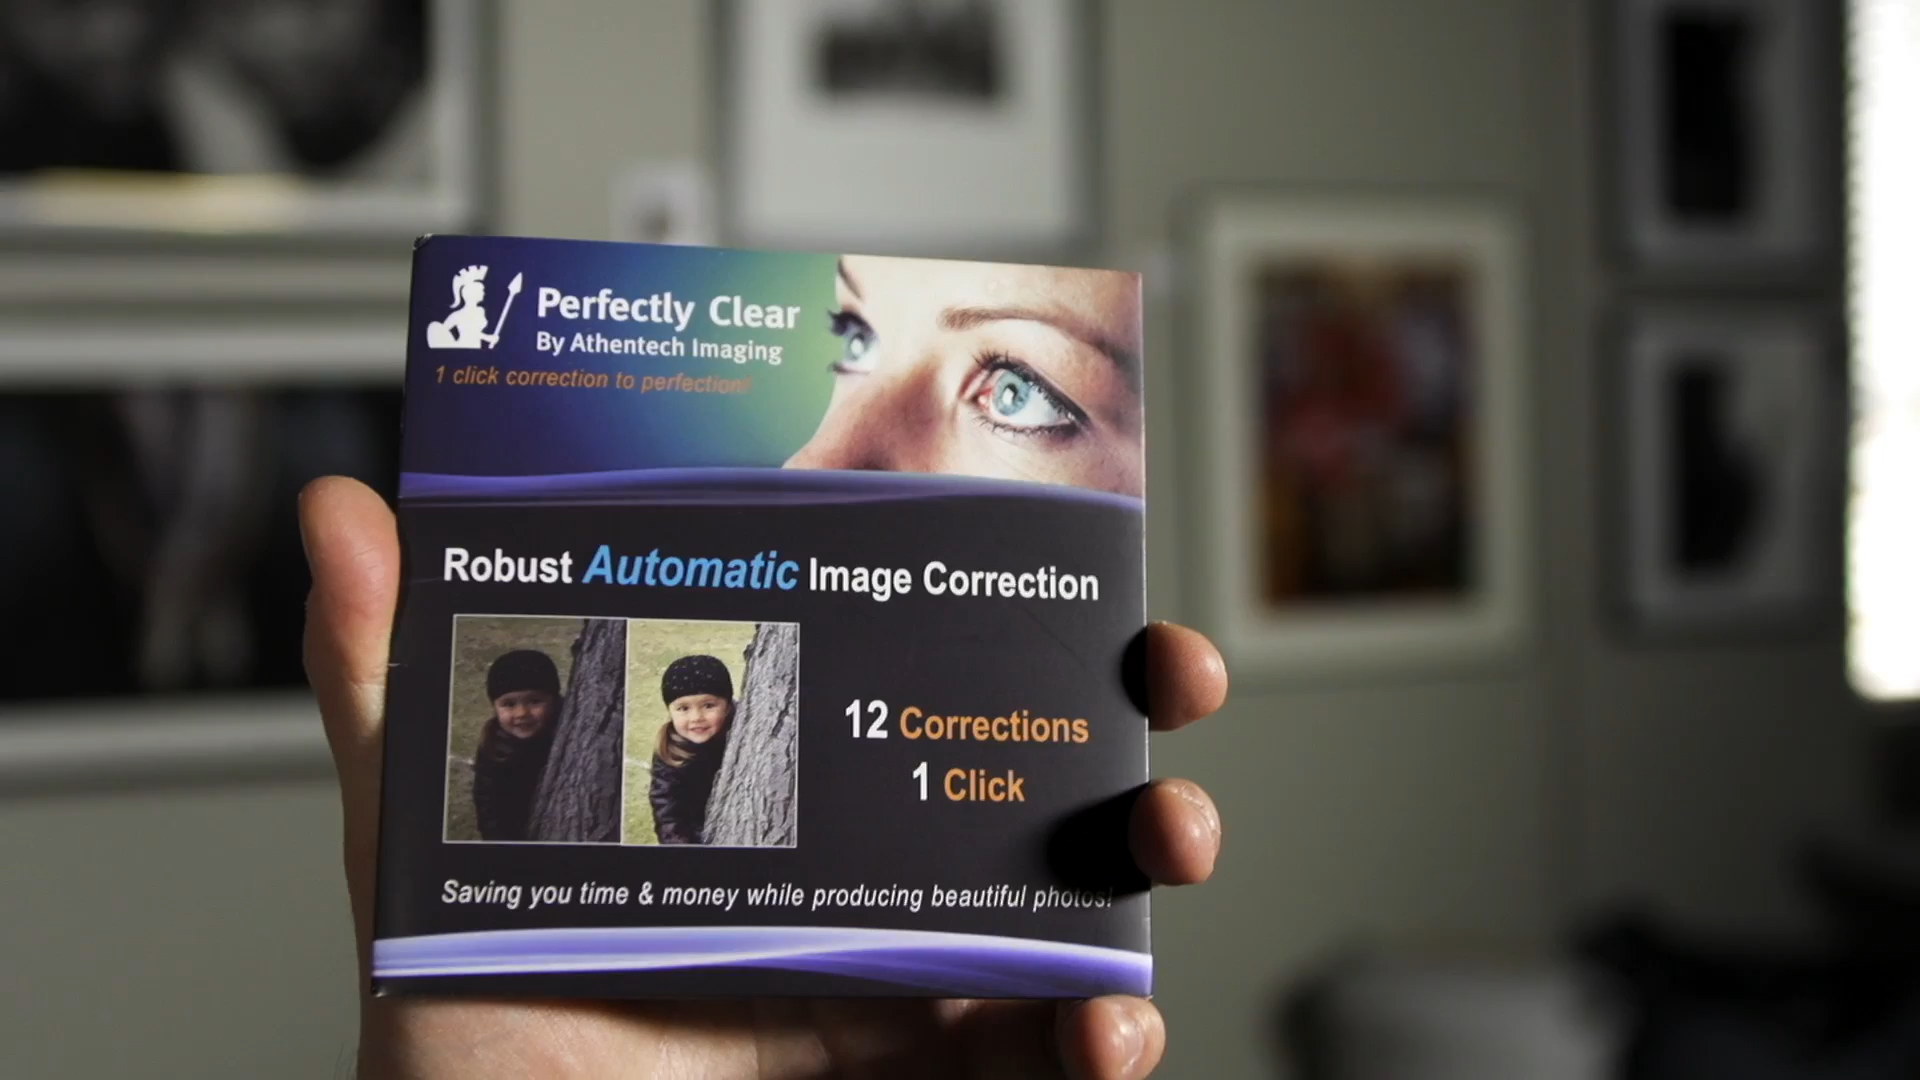 Perfectly Clear
By Athentech Imaging
1 click correction to perfection!
Robust Automatic Image Correction
12 Corrections
1 Click
Saving you time & money while producing beautiful photos!